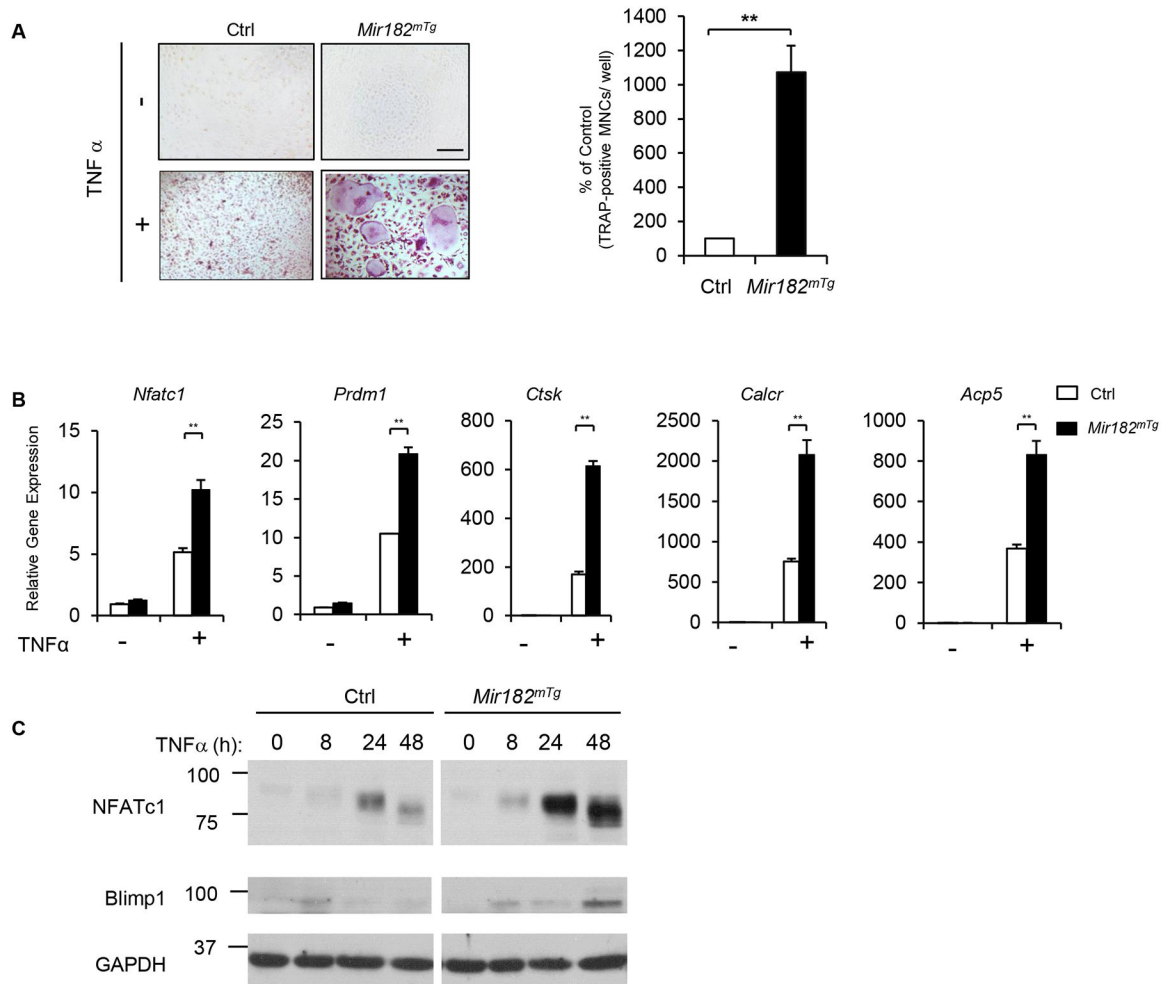 A
Ctrl
Mir182mTg
TNF α
-
+
**
% of Control
(TRAP-positive MNCs/ well)
1400
1200
1000
800
600
400
200
0
Ctrl Mir182mTg
B
Relative Gene Expression
Nfatc1
15
10
5
0
**
Prdm1
25
20
15
10
5
0
**
Ctsk
800
600
400
200
0
**
Calcr
2500
2000
1500
1000
500
0
**
Acp5
1000
800
600
400
200
0
**
Ctrl
Mir182mTg
TNFα - + - + - + - + - +
C
Ctrl Mir182mTg
TNFα (h): 0 8 24 48 0 8 24 48
100
NFATc1
75
Blimp1 100
37
GAPDH